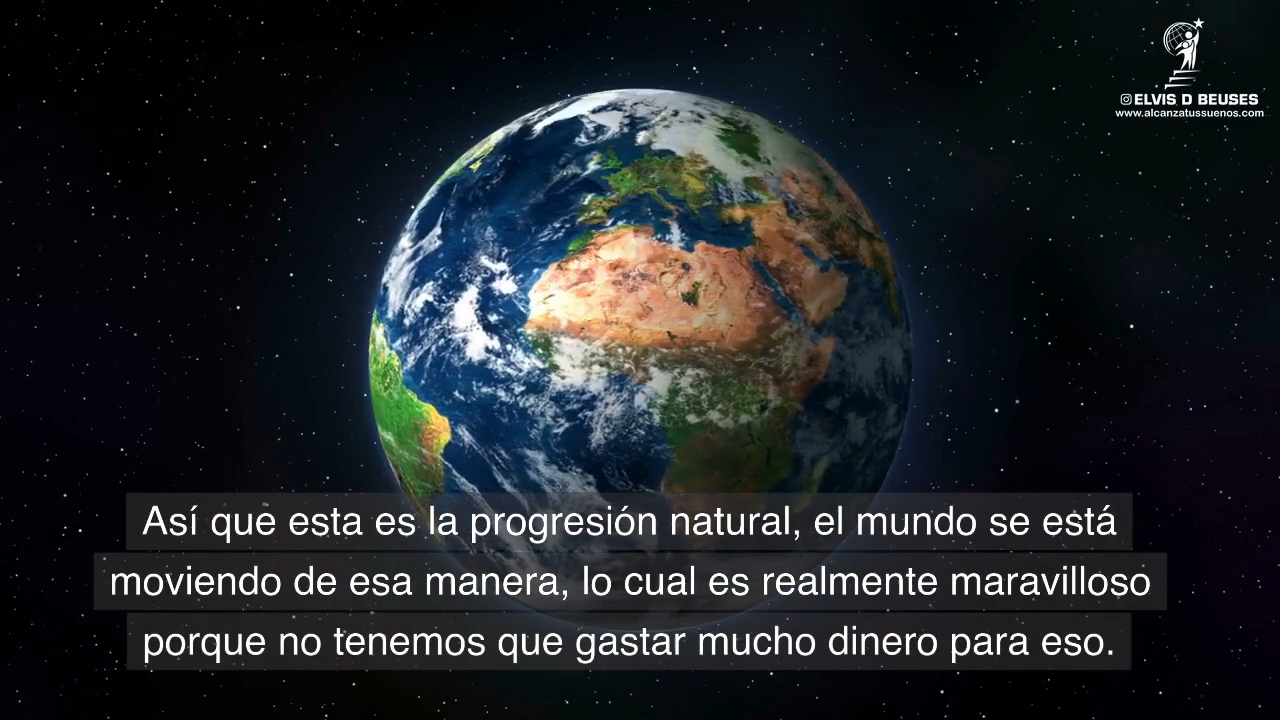 ELVIS D BEUSES
www.alcanzatussuenos.com
Así que esta es la progresión natural, el mundo se está
moviendo de esa manera, lo cual es realmente maravilloso
porque no tenemos que gastar mucho dinero para eso.